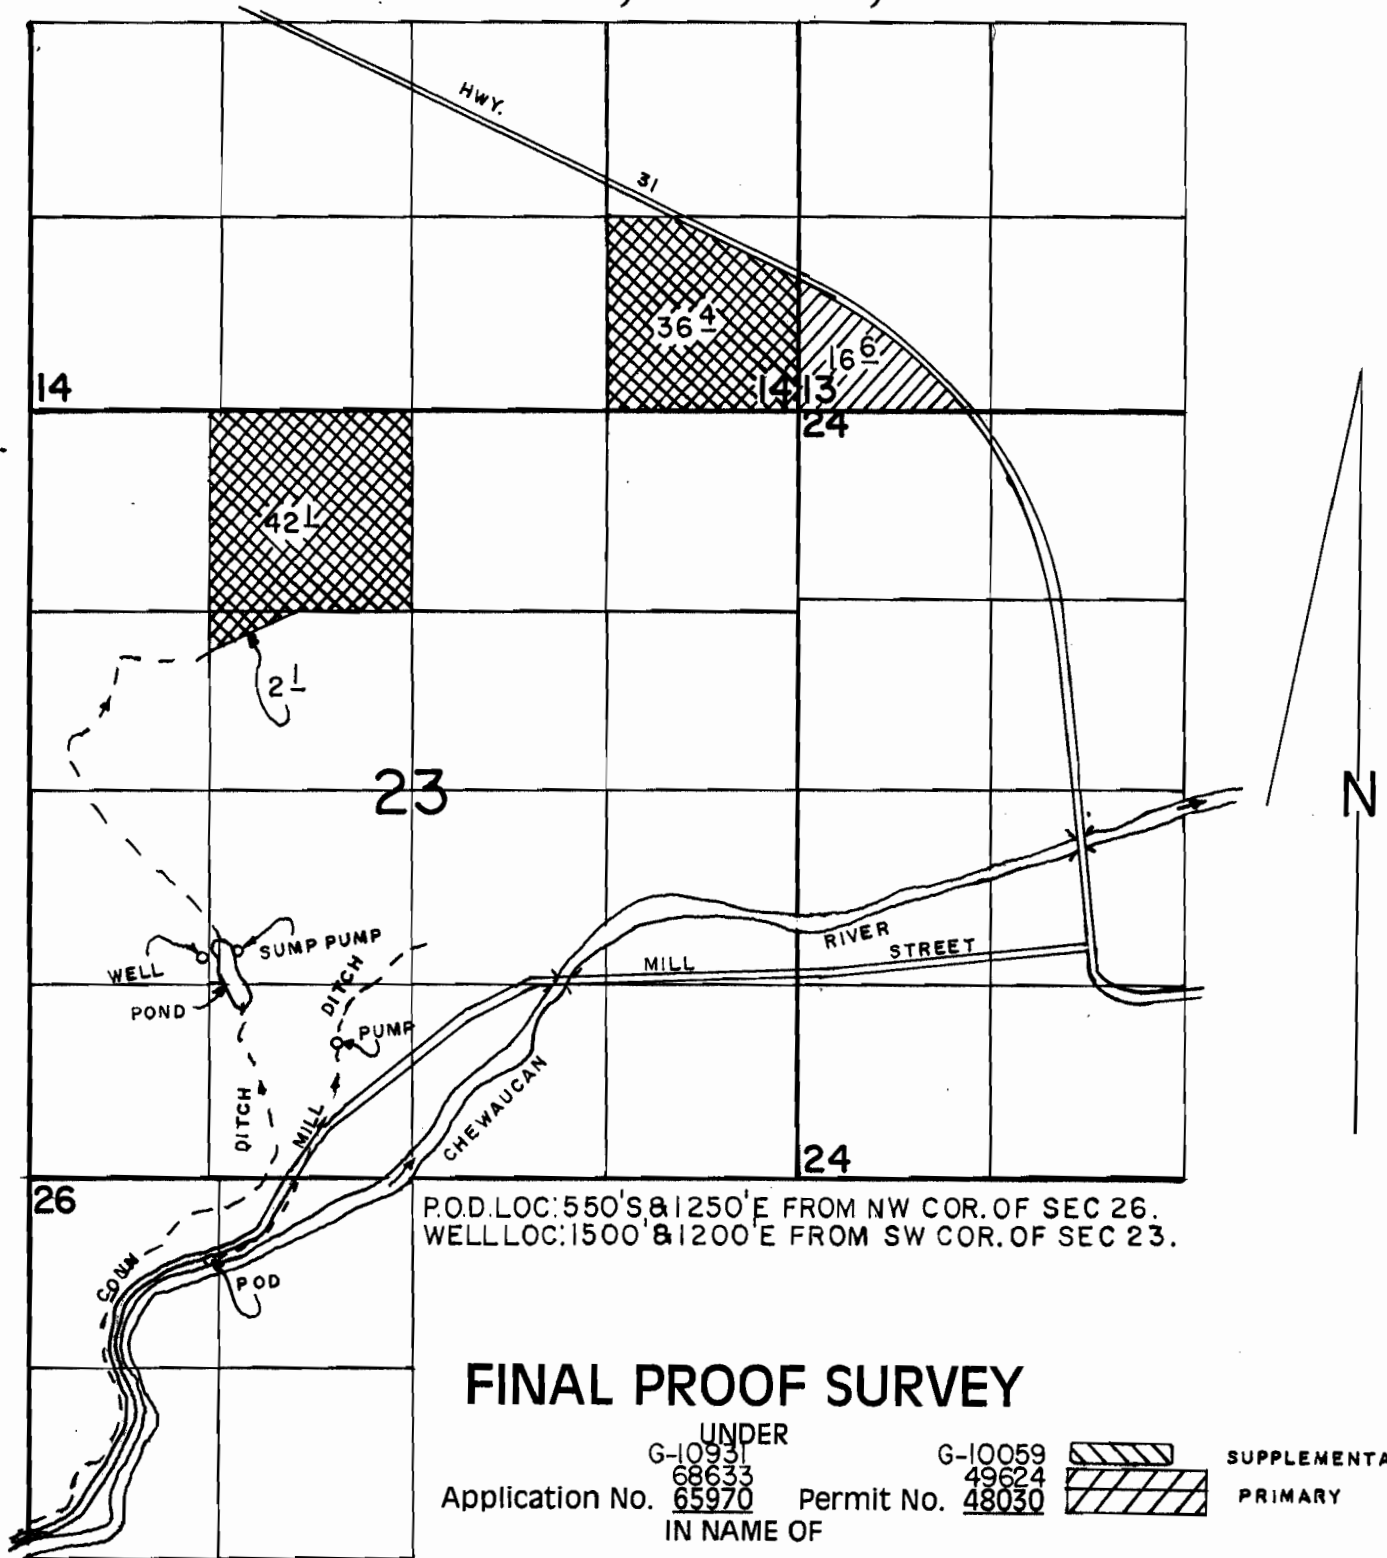 HWY.
31
36 4
16 6
14
14 13
24
42 1
2 1
23
N
WELL
SUMP PUMP
POND
DITCH
PUMP
MILL STREET
RIVER
CHEWAUCAN
DITCH
MILL
24
26
P.O.D. LOC: 550'S & 1250'E FROM NW COR. OF SEC 26.
WELL LOC: 1500' & 1200'E FROM SW COR. OF SEC 23.
CONN
POD
FINAL PROOF SURVEY
UNDER
G-10931 G-10059 SUPPLEMENTA
68633 49624
Application No. 65970 Permit No. 48030 PRIMARY
IN NAME OF